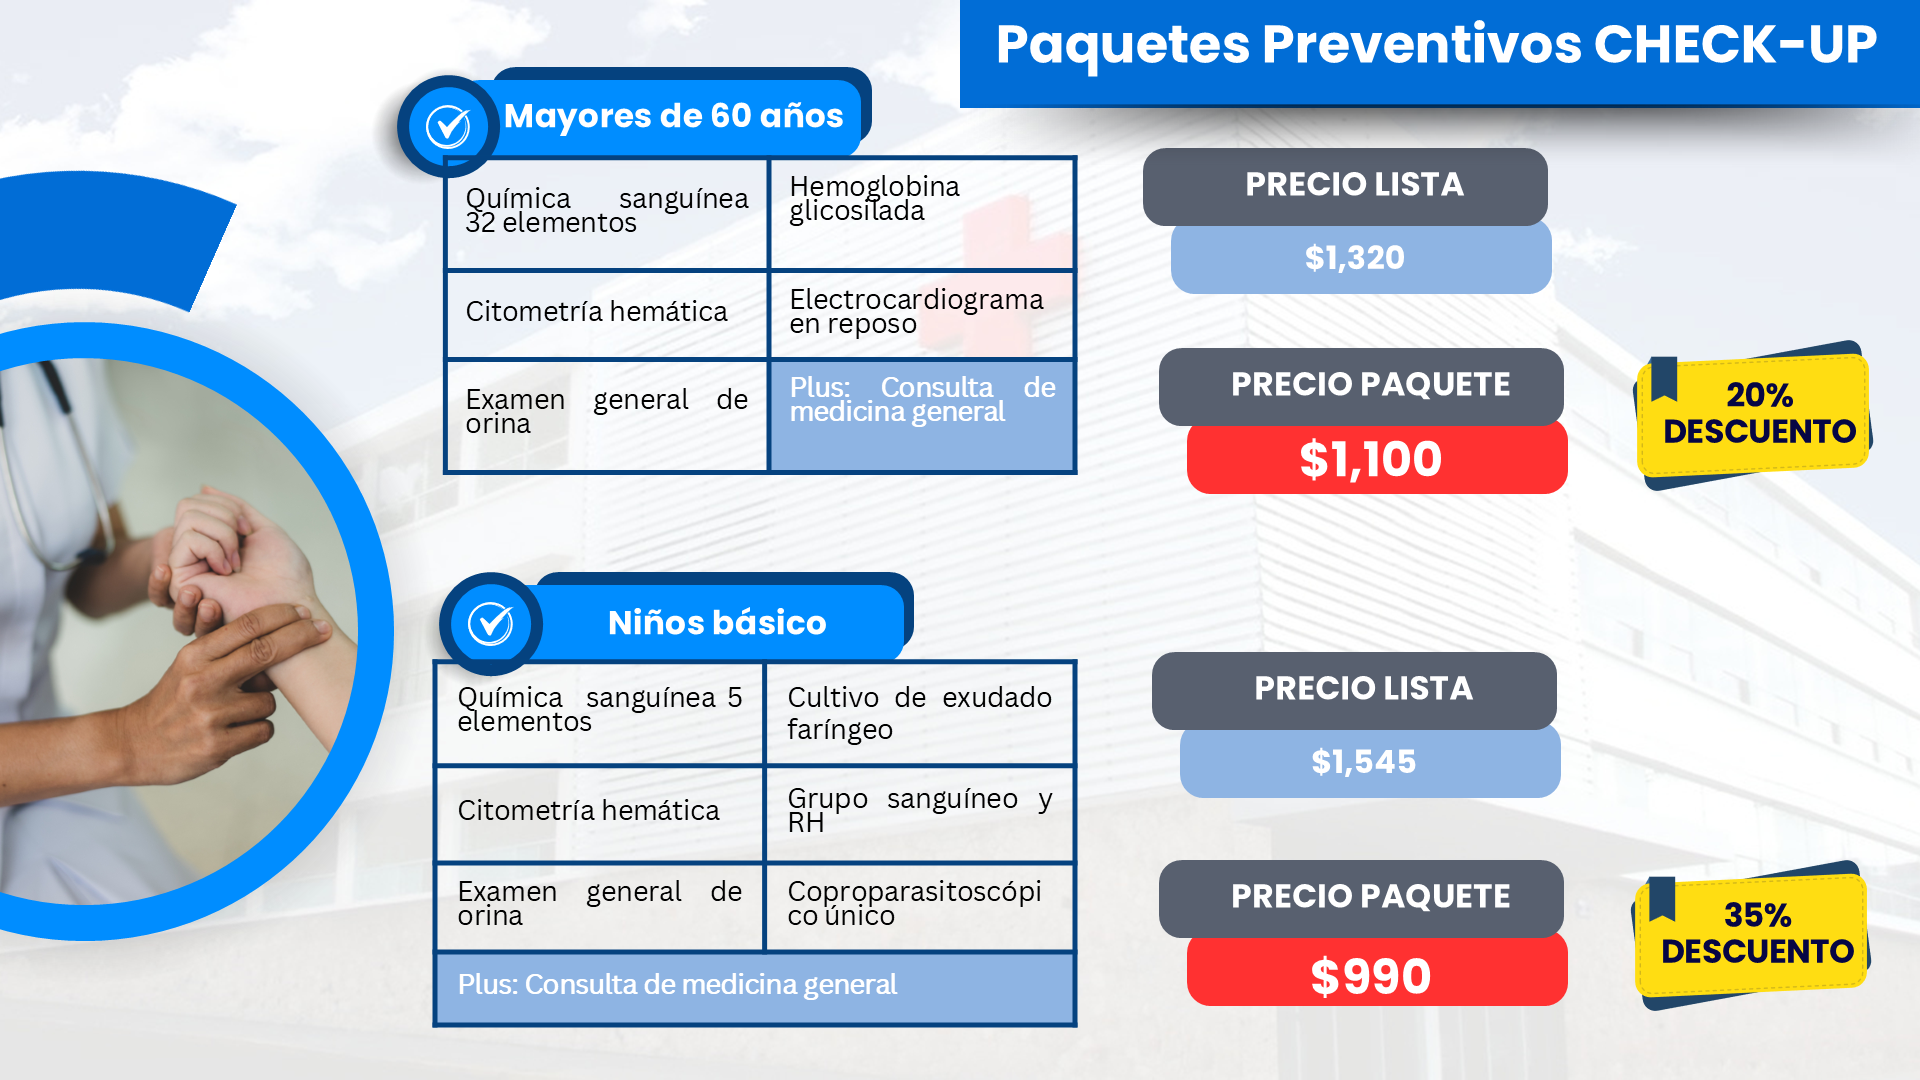 Paquetes Preventivos CHECK-UP
Mayores de 60 años
Química sanguínea
32 elementos
Hemoglobina
glicosilada
Citometría hemática
Electrocardiograma
en reposo
Examen general de
orina
Plus: Consulta de
medicina general
PRECIO LISTA
$1,320
PRECIO PAQUETE
$1,100
20%
DESCUENTO
Niños básico
Química sanguínea 5
elementos
Cultivo de exudado
faríngeo
Citometría hemática
Grupo sanguíneo y
RH
Examen general de
orina
Coproparasitoscópi
co único
Plus: Consulta de medicina general
PRECIO LISTA
$1,545
PRECIO PAQUETE
$990
35%
DESCUENTO